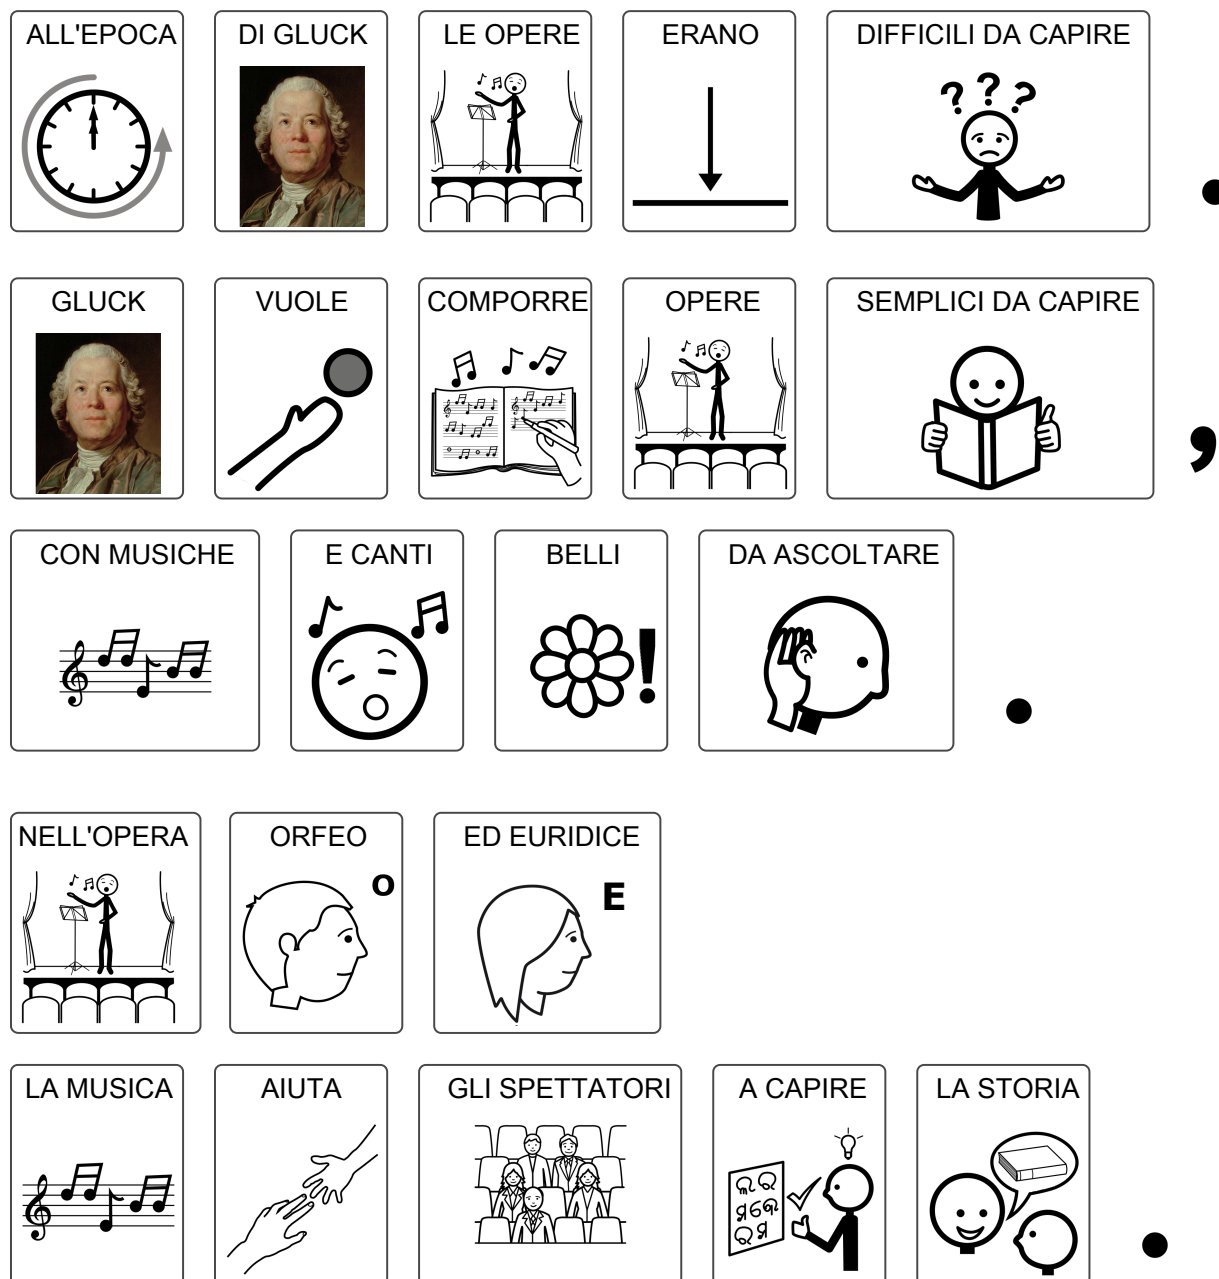 ALL'EPOCA DI GLUCK LE OPERE ERANO DIFFICILI DA CAPIRE .
GLUCK VUOLE COMPORRE OPERE SEMPLICI DA CAPIRE ,
CON MUSICHE E CANTI BELLI DA ASCOLTARE .
NELL'OPERA ORFEO ED EURIDICE
O E
LA MUSICA AIUTA GLI SPETTATORI A CAPIRE LA STORIA .